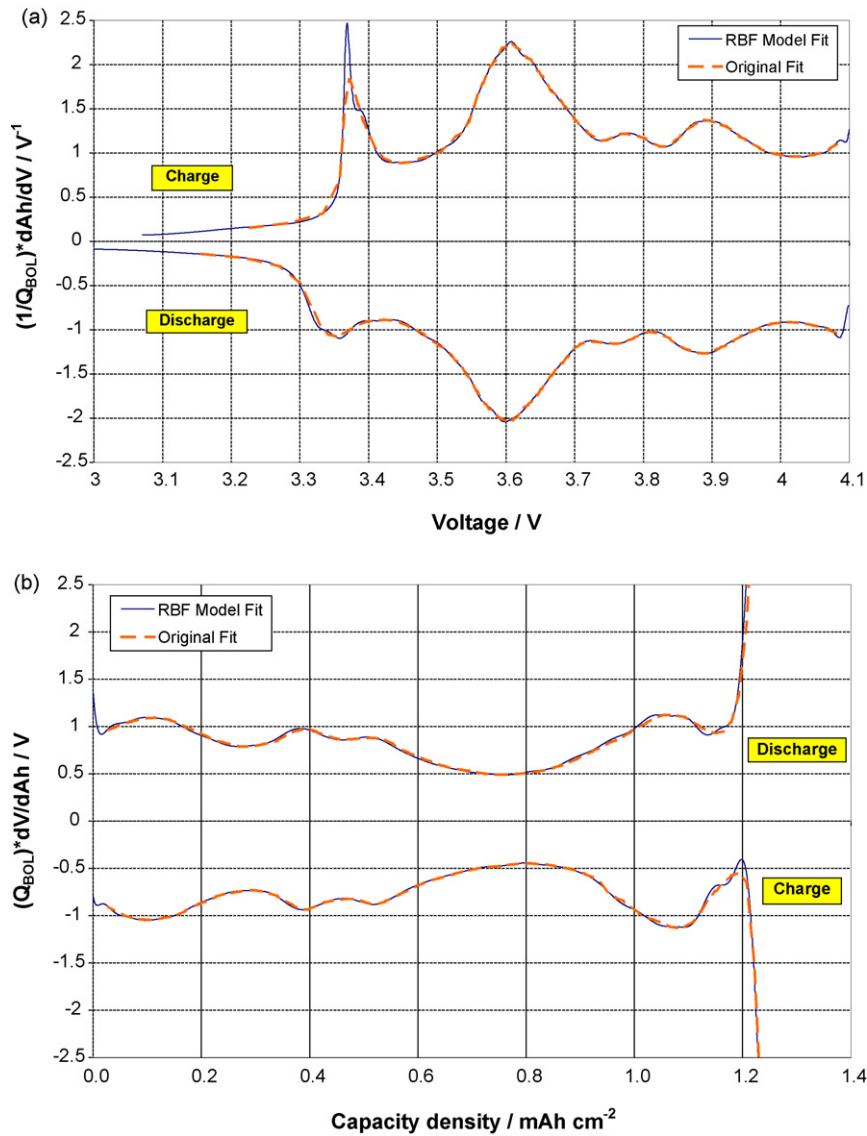 (a)
2.5
2
1.5
1
0.5
0
-0.5
-1
-1.5
-2
-2.5
(1/Q_BOL)*dAh/dV / V⁻¹
RBF Model Fit
Original Fit
Charge
Discharge
3 3.1 3.2 3.3 3.4 3.5 3.6 3.7 3.8 3.9 4 4.1
Voltage / V
(b)
2.5
2
1.5
1
0.5
0
-0.5
-1
-1.5
-2
-2.5
(Q_BOL)*dV/dAh / V
RBF Model Fit
Original Fit
Discharge
Charge
0.0 0.2 0.4 0.6 0.8 1.0 1.2 1.4
Capacity density / mAh cm⁻²